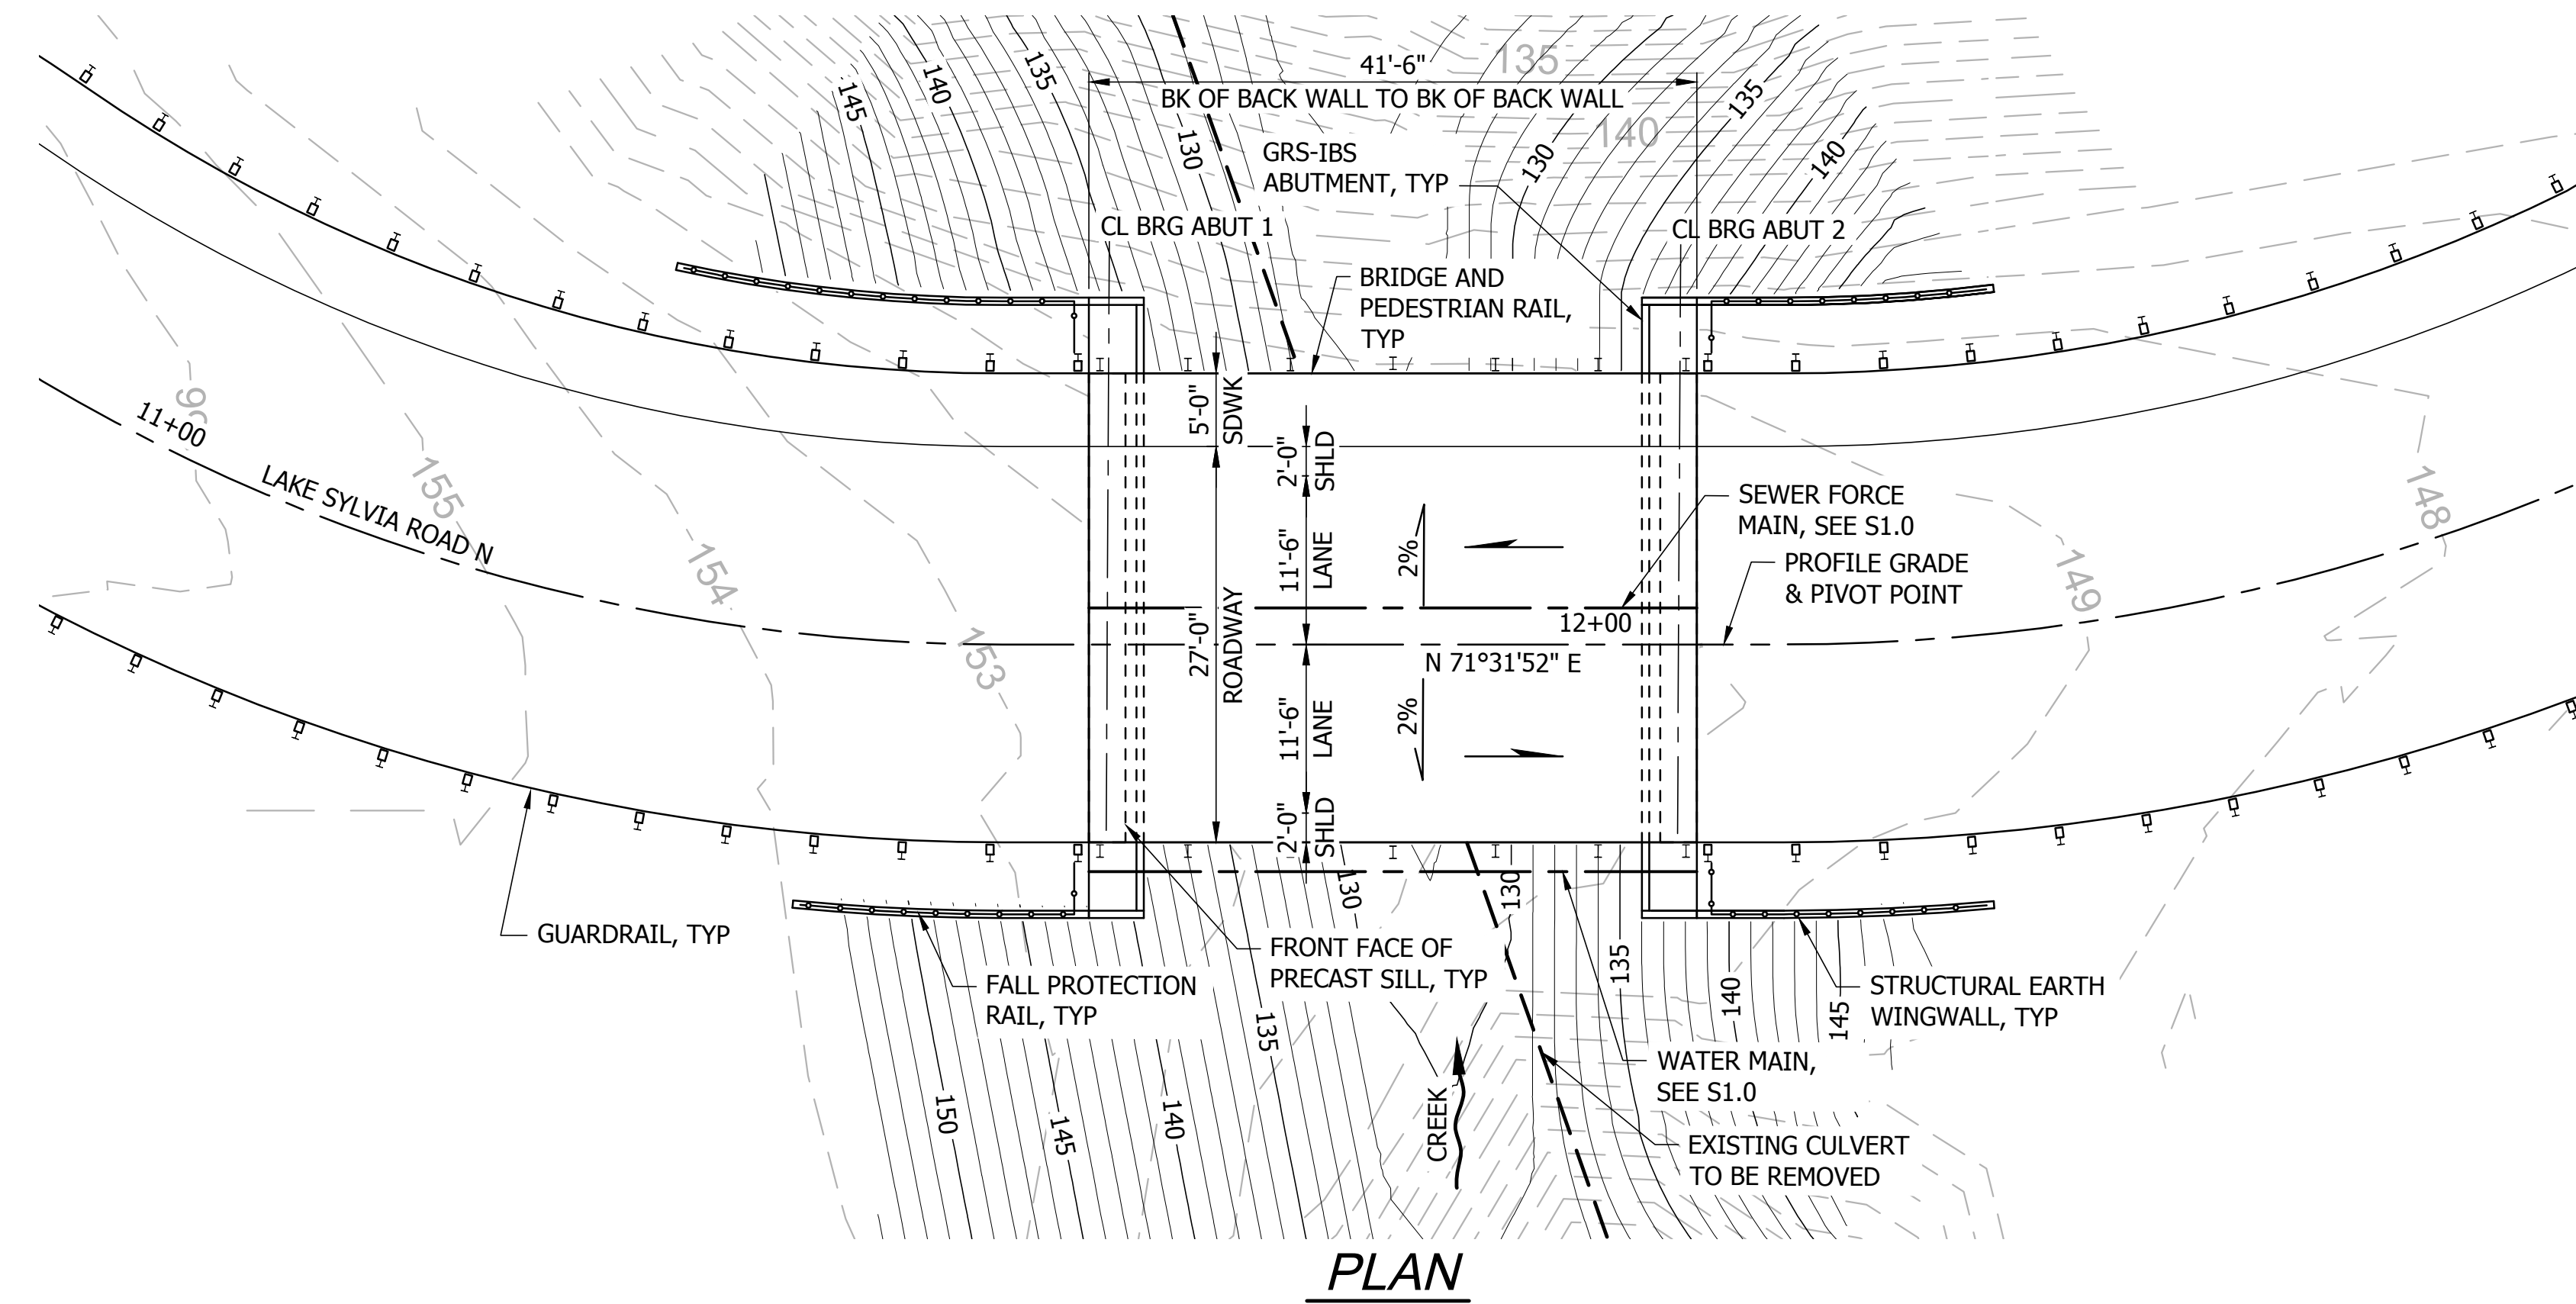 135
41'-6"
BK OF BACK WALL TO BK OF BACK WALL
145
140
135
130
140
130
135
140
GRS-IBS
ABUTMENT, TYP
CL BRG ABUT 1
CL BRG ABUT 2
BRIDGE AND
PEDESTRIAN RAIL,
TYP
5'-0"
SDWK
2'-0"
SHLD
11'-6"
LANE
2%
27'-0"
ROADWAY
11'-6"
LANE
2%
2'-0"
SHLD
11+00
LAKE SYLVIA ROAD N
155
154
153
SEWER FORCE
MAIN, SEE S1.0
PROFILE GRADE
& PIVOT POINT
12+00
N 71°31'52" E
149
148
130
130
GUARDRAIL, TYP
FALL PROTECTION
RAIL, TYP
FRONT FACE OF
PRECAST SILL, TYP
135
140
145
STRUCTURAL EARTH
WINGWALL, TYP
150
145
140
135
CREEK
WATER MAIN,
SEE S1.0
EXISTING CULVERT
TO BE REMOVED
PLAN